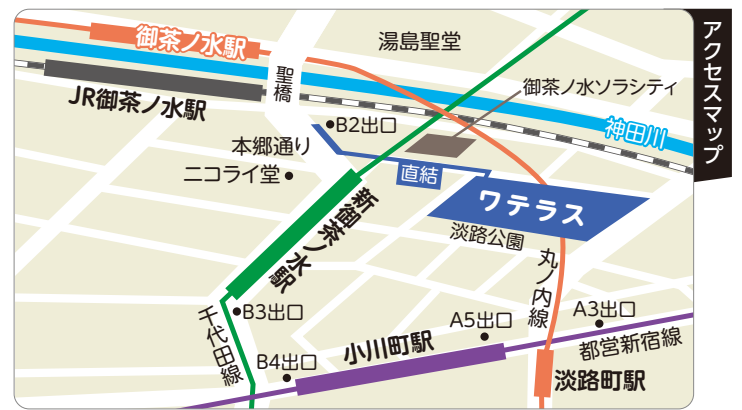 アクセスマップ
御茶ノ水駅
湯島聖堂
聖橋
御茶ノ水ソラシティ
JR御茶ノ水駅
神田川
B2出口
本郷通り
ニコライ堂
直結
ワテラス
新御茶ノ水駅
淡路公園
丸ノ内線
B3出口
千代田線
A5出口
A3出口
小川町駅
都営新宿線
B4出口
淡路町駅